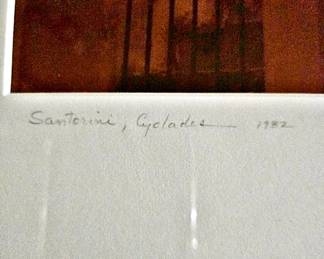 Santorini, Cyclades 1982